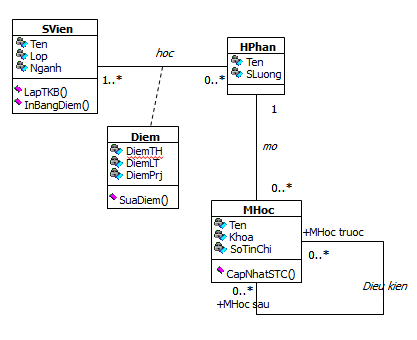 SVien
Ten
Lop
Nganh
LapTKB()
InBangDiem()
hoc
1..*
0..*
HPhan
Ten
SLuong
Diem
DiemTH
DiemLT
DiemPrj
SuaDiem()
1
mo
0..*
MHoc
Ten
Khoa
SoTinChi
CapNhatSTC()
+MHoc truoc
0..*
Dieu kien
0..*
+MHoc sau